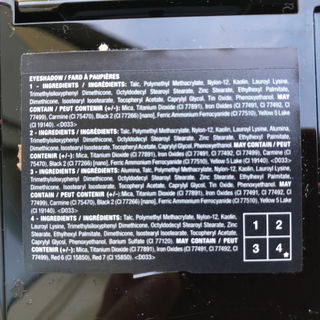 EYESHADOW / FARD À PAUPIÈRES
1 - INGREDIENTS / INGRÉDIENTS: Talc, Polymethyl Methacrylate, Nylon-12, Kaolin, Lauroyl Lysine,
Trimethylsiloxyphenyl Dimethicone, Octyldodecyl Stearoyl Stearate, Zinc Stearate, Ethylhexyl Palmitate,
Dimethicone, Isostearyl Isostearate, Tocopheryl Acetate, Caprylyl Glycol, Tin Oxide, Phenoxyethanol. MAY
CONTAIN / PEUT CONTENIR (+/-): Mica, Titanium Dioxide (CI 77891), Iron Oxides (CI 77491, CI 77492, CI
77499), Carmine (CI 75470), Black 2 (CI 77266) [nano], Ferric Ammonium Ferrocyanide (CI 77510), Yellow 5 Lake
(CI 19140). <D033>
2 - INGREDIENTS / INGRÉDIENTS: Talc, Polymethyl Methacrylate, Nylon-12, Kaolin, Lauroyl Lysine, Alumina,
Trimethylsiloxyphenyl Dimethicone, Octyldodecyl Stearoyl Stearate, Zinc Stearate, Ethylhexyl Palmitate,
Dimethicone, Isostearyl Isostearate, Tocopheryl Acetate, Caprylyl Glycol, Phenoxyethanol. MAY CONTAIN / PEUT
CONTENIR (+/-): Mica, Titanium Dioxide (CI 77891), Iron Oxides (CI 77491, CI 77492, CI 77499), Carmine (CI
75470), Black 2 (CI 77266) [nano], Ferric Ammonium Ferrocyanide (CI 77510), Yellow 5 Lake (CI 19140). <D033>
3 - INGREDIENTS / INGRÉDIENTS: Alumina, Talc, Polymethyl Methacrylate, Nylon-12, Kaolin, Lauroyl Lysine,
Trimethylsiloxyphenyl Dimethicone, Octyldodecyl Stearoyl Stearate, Zinc Stearate, Ethylhexyl Palmitate,
Dimethicone, Isostearyl Isostearate, Tocopheryl Acetate, Caprylyl Glycol, Tin Oxide, Phenoxyethanol. MAY
CONTAIN / PEUT CONTENIR (+/-): Mica, Titanium Dioxide (CI 77891), Iron Oxides (CI 77491, CI 77492, CI
77499), Carmine (CI 75470), Black 2 (CI 77266) [nano], Ferric Ammonium Ferrocyanide (CI 77510), Yellow 5 Lake
(CI 19140). <D033>
4 - INGREDIENTS / INGRÉDIENTS: Talc, Polymethyl Methacrylate, Nylon-12, Kaolin,
Lauroyl Lysine, Trimethylsiloxyphenyl Dimethicone, Octyldodecyl Stearoyl Stearate, Zinc
Stearate, Ethylhexyl Palmitate, Dimethicone, Isostearyl Isostearate, Tocopheryl Acetate,
Caprylyl Glycol, Phenoxyethanol, Barium Sulfate (CI 77120). MAY CONTAIN / PEUT
CONTENIR (+/-): Mica, Titanium Dioxide (CI 77891), Iron Oxides (CI 77491, CI 77492, CI
77499), Red 6 (CI 15850), Red 7 (CI 15850). <D033>
1 2
3 4